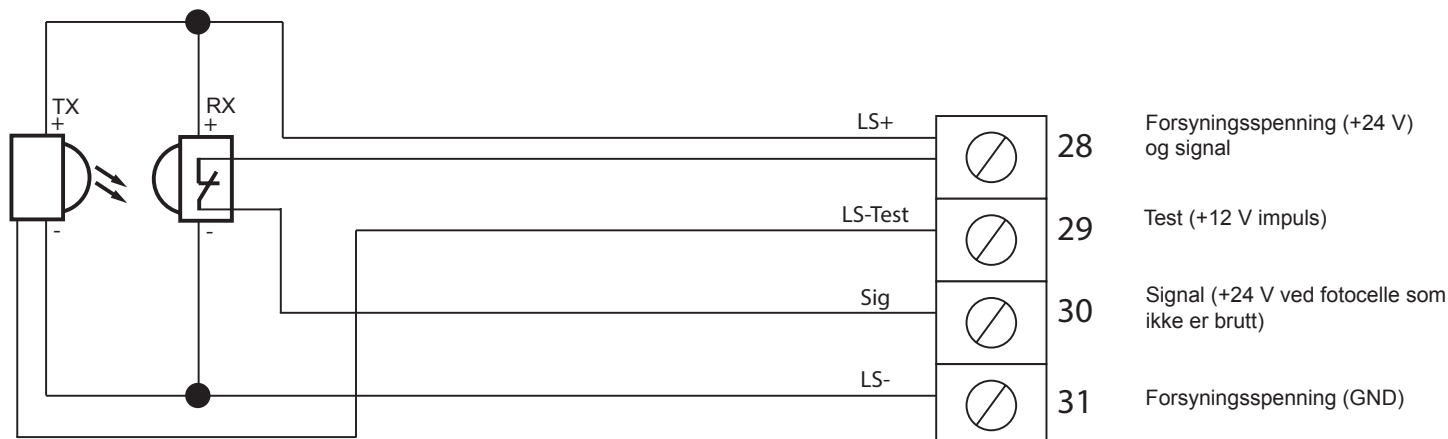 TX
+
RX
+
-
-
LS+
28
Forsyningsspenning (+24 V)
og signal
LS-Test
29
Test (+12 V impuls)
Sig
30
Signal (+24 V ved fotocelle som
ikke er brutt)
LS-
31
Forsyningsspenning (GND)